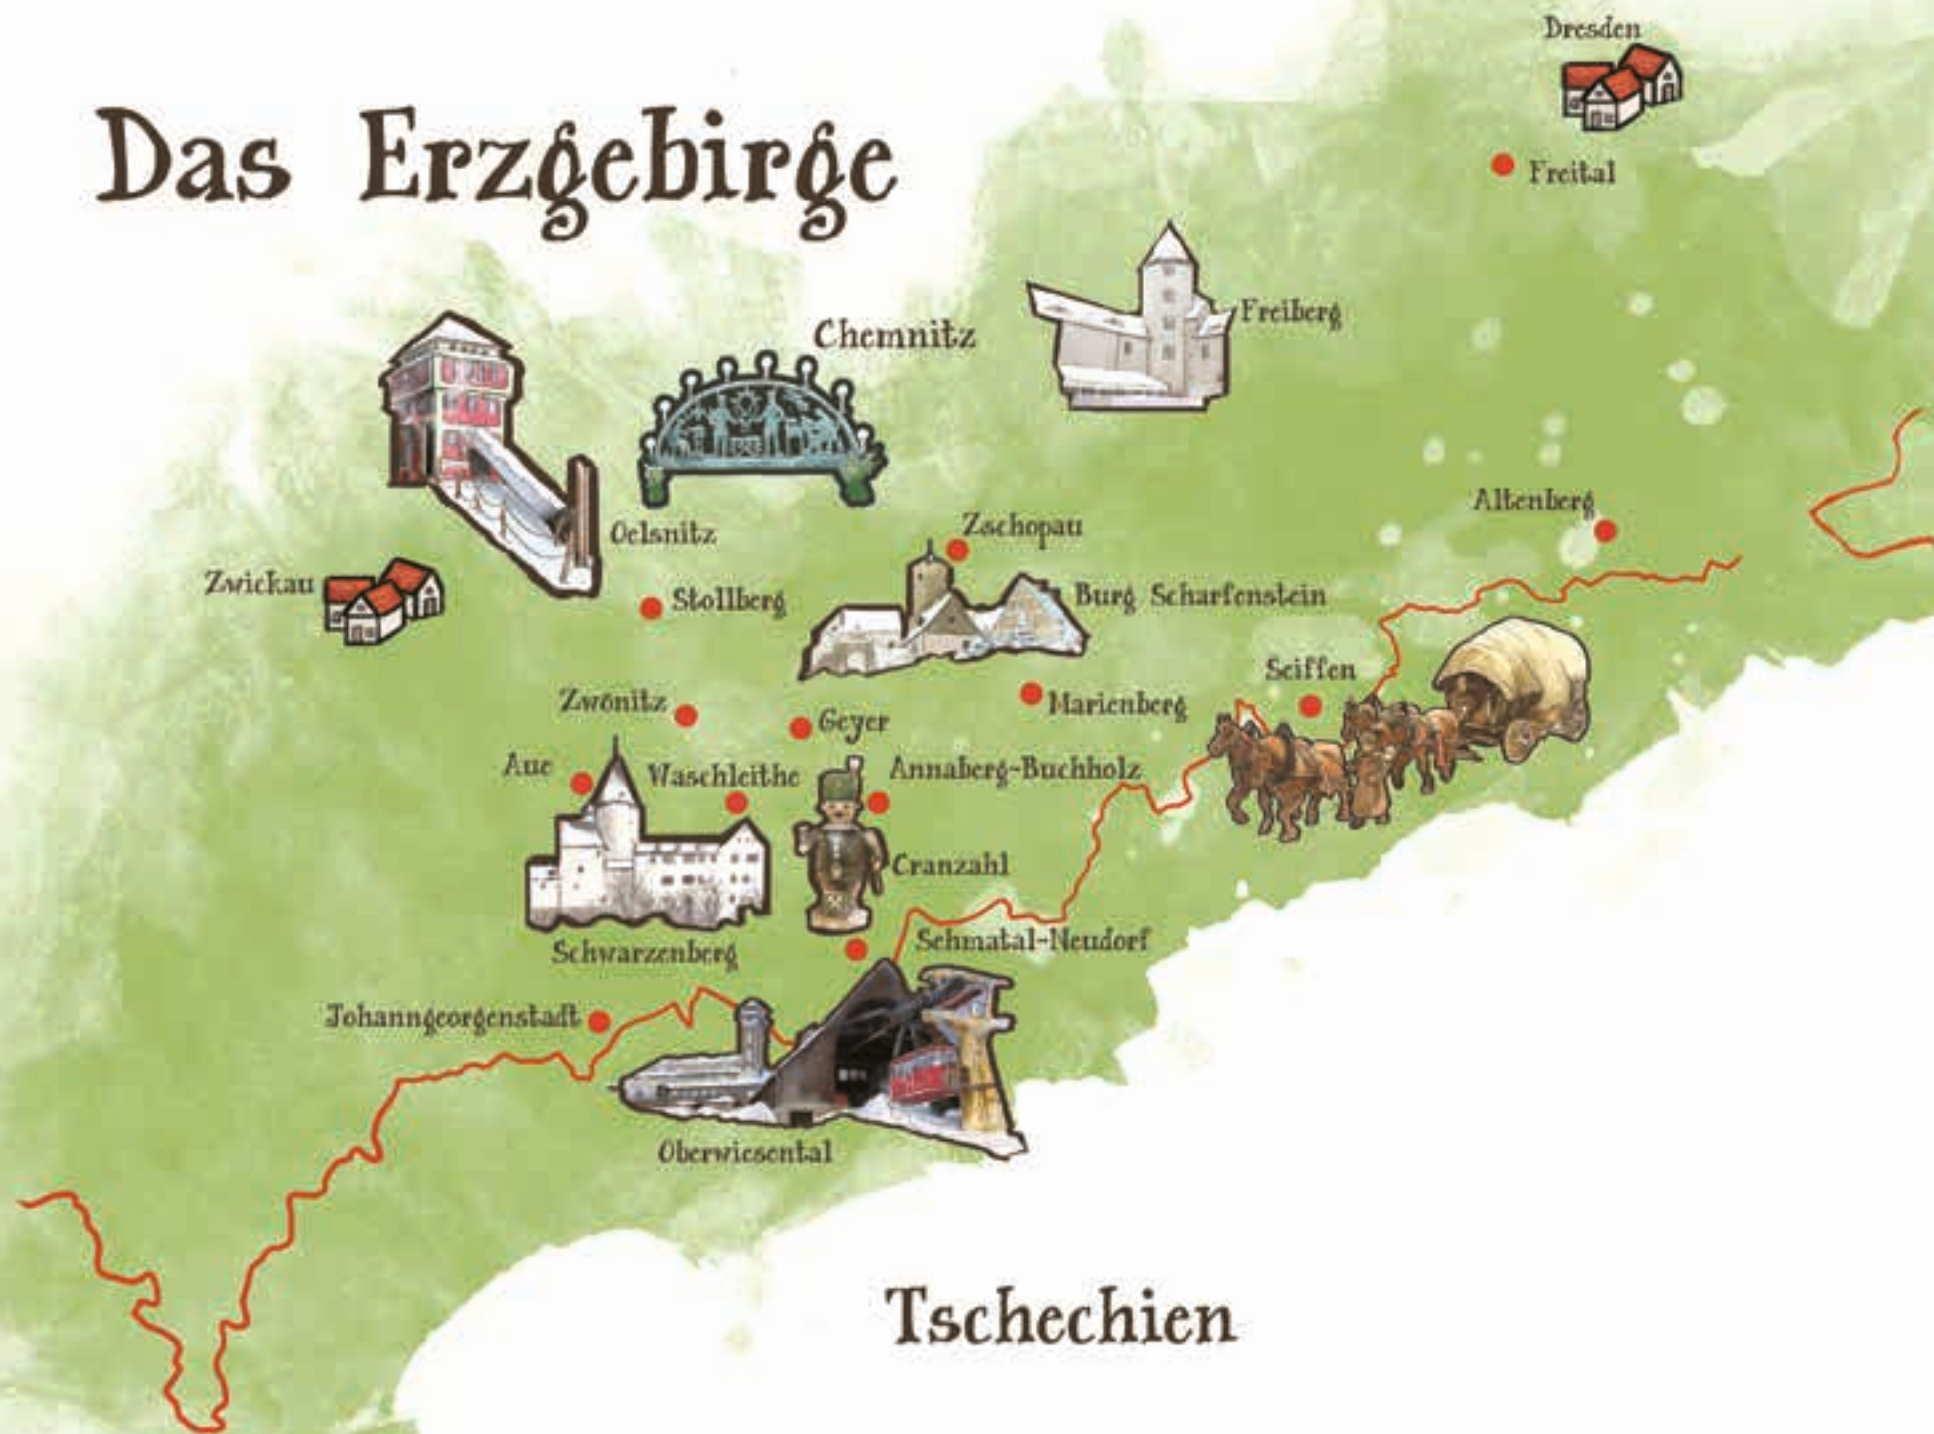 Dresden
Das Erzgebirge
Freital
Freiberg
Chemnitz
Altenberg
Zschopau
Oelsnitz
Zwickau
Stollberg
Burg Scharfenstein
Seiffen
Zwönitz
Marienberg
Geyer
Aue
Waschleithe
Annaberg-Buchholz
Cranzahl
Sehmatal-Neudorf
Schwarzenberg
Johanngeorgenstadt
Oberwiesental
Tschechien